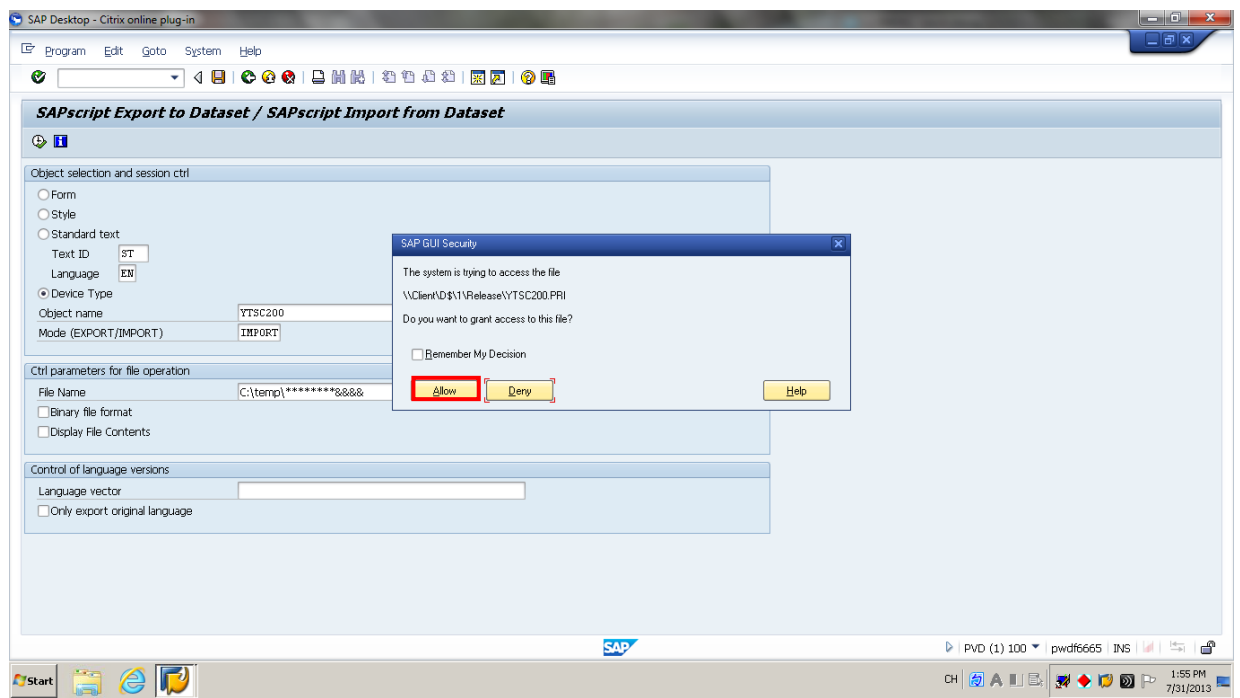 SAP Desktop - Citrix online plug-in
Program Edit Goto System Help
SAPscript Export to Dataset / SAPscript Import from Dataset
Object selection and session ctrl
Form
Style
Standard text
Text ID ST
Language EN
Device Type
Object name YTSC200
Mode (EXPORT/IMPORT) IMPORT
SAP GUI Security
The system is trying to access the file
\\Client\D$\1\Release\YTSC200.PRI
Do you want to grant access to this file?
Remember My Decision
Allow Deny Help
Ctrl parameters for file operation
File Name C:\temp\********&&&&
Binary file format
Display File Contents
Control of language versions
Language vector
Only export original language
SAP
PVD (1) 100 pwdf6665 INS
Start
CH
1:55 PM
7/31/2013